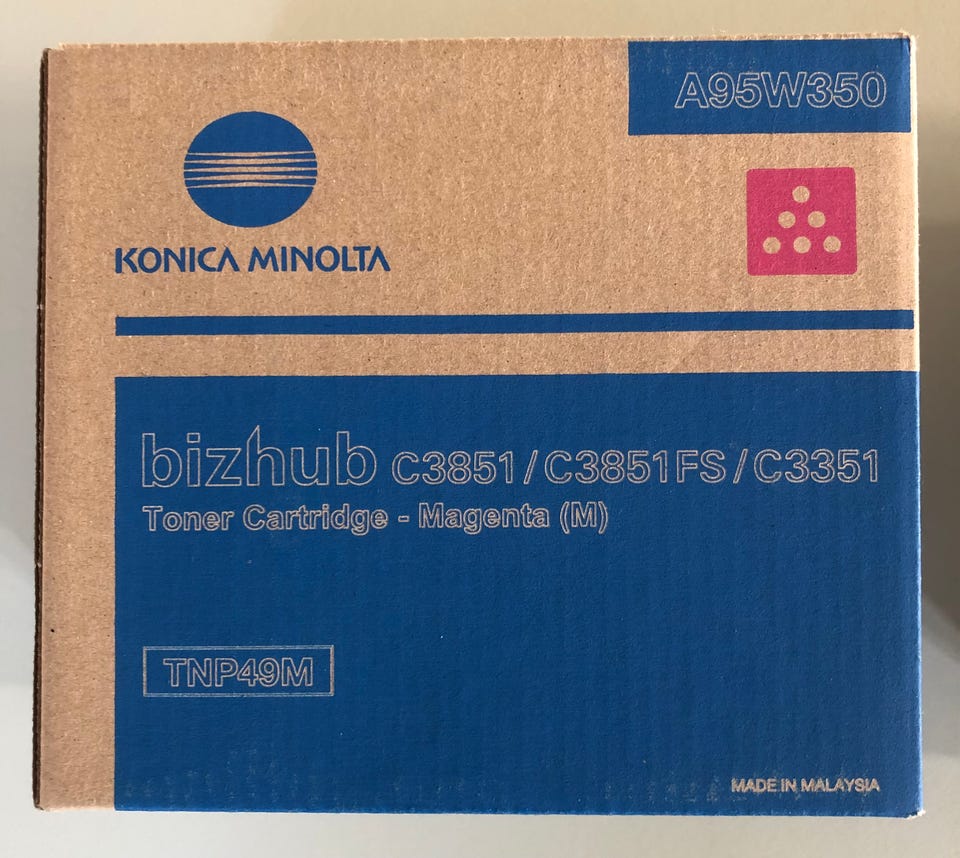 A95W350
KONICA MINOLTA
bizhub C3851/C3851FS/C3351
Toner Cartridge - Magenta (M)
TNP49M
MADE IN MALAYSIA